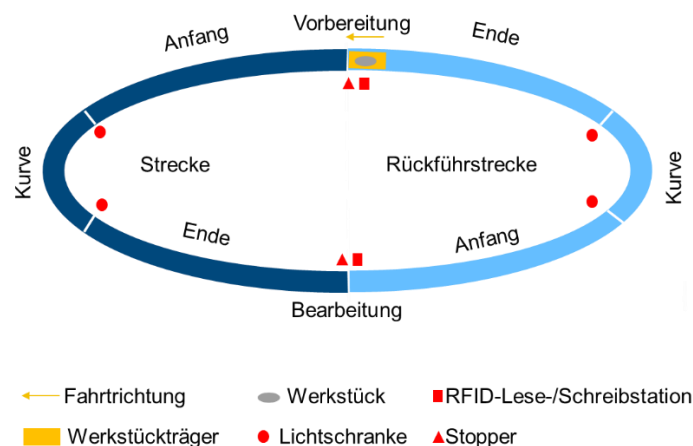 Vorbereitung
Anfang
Ende
Kurve
Strecke
Rückführstrecke
Kurve
Ende
Anfang
Bearbeitung
Fahrtrichtung
Werkstück
RFID-Lese-/Schreibstation
Werkstückträger
Lichtschranke
Stopper